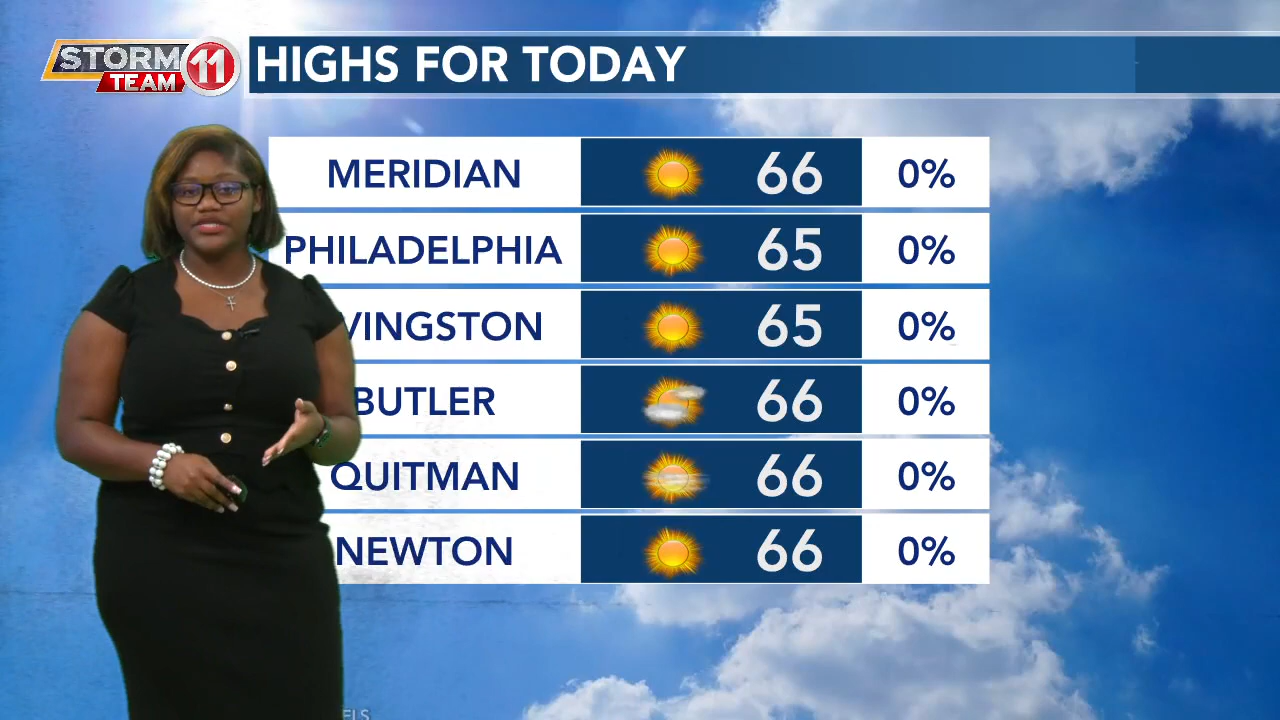 STORM TEAM 11
HIGHS FOR TODAY
MERIDIAN 66 0%
PHILADELPHIA 65 0%
VINGSTON 65 0%
BUTLER 66 0%
QUITMAN 66 0%
NEWTON 66 0%